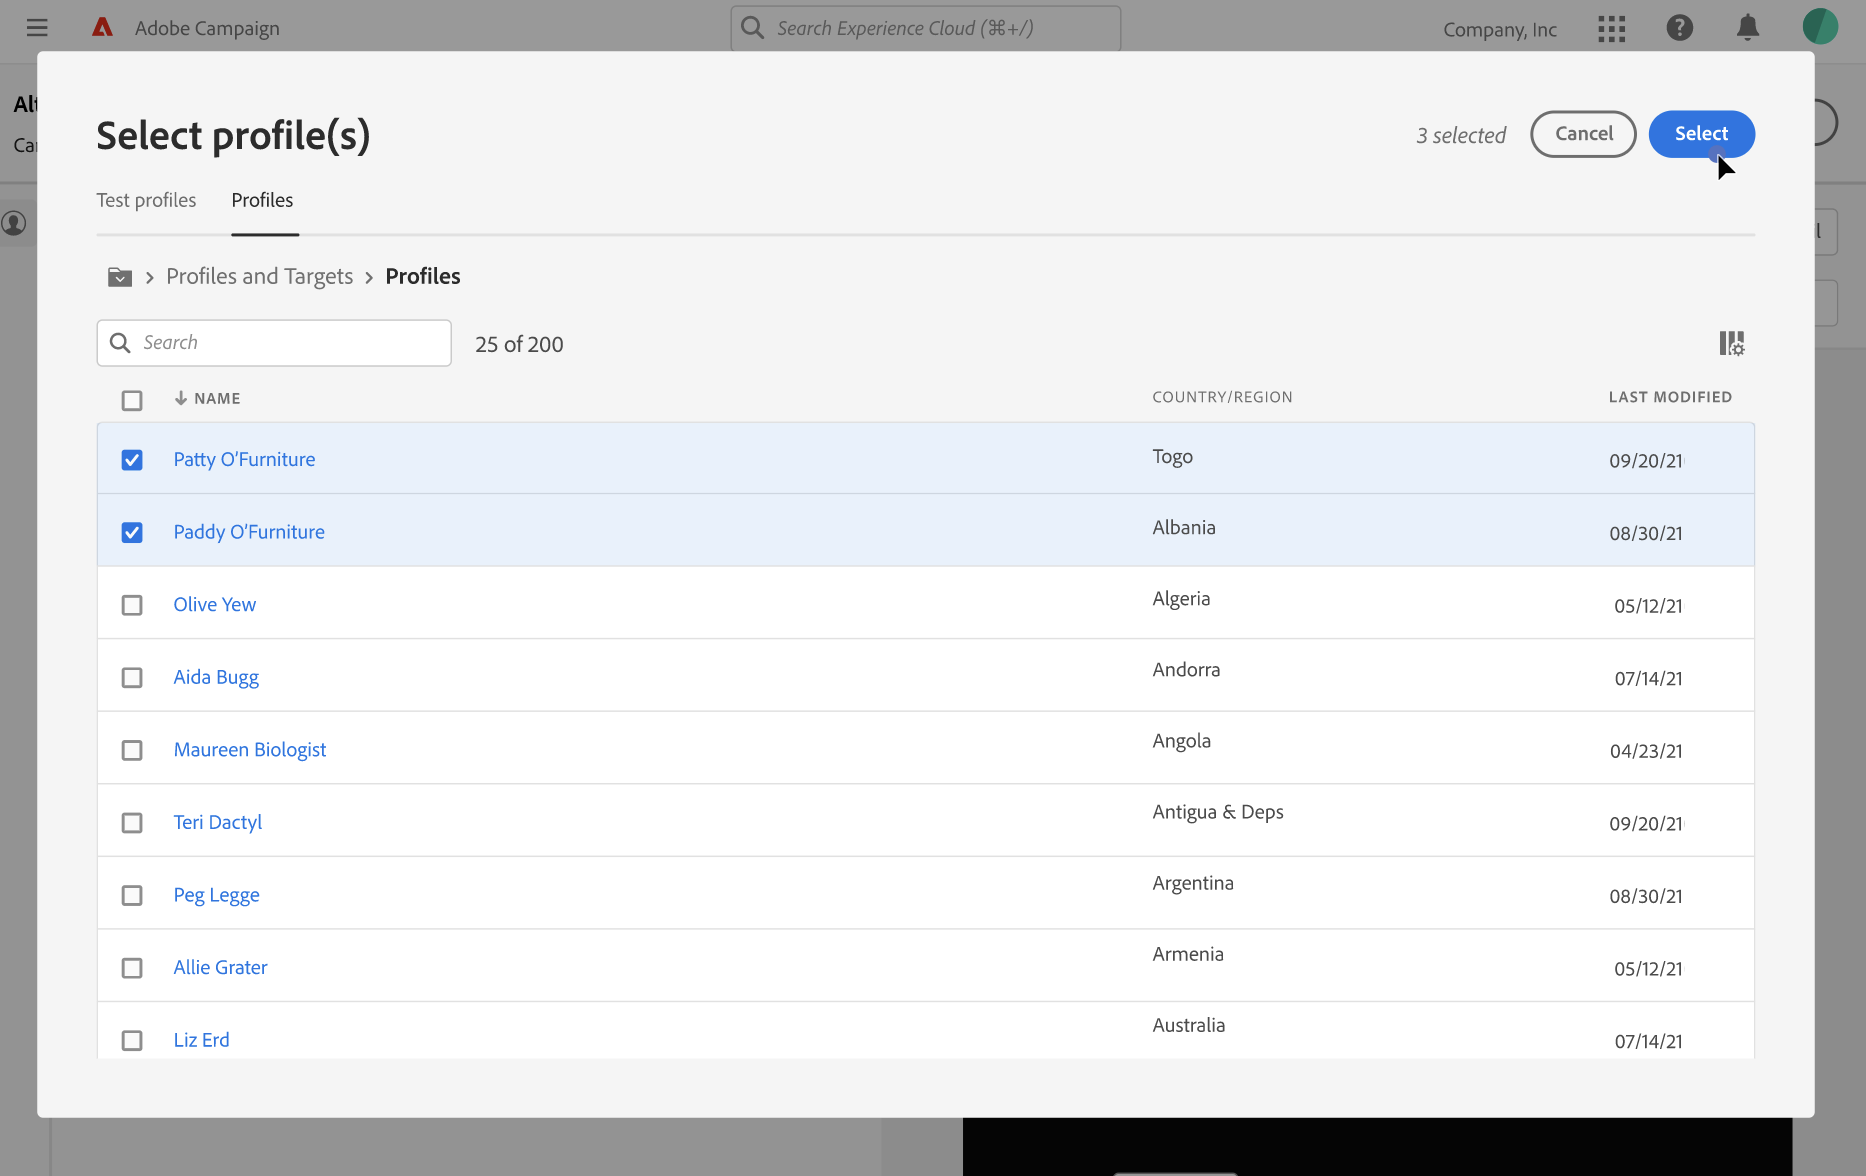 Adobe Campaign
Search Experience Cloud (⌘+/)
Company, Inc
Select profile(s)
3 selected
Cancel
Select
Test profiles
Profiles
Profiles and Targets > Profiles
Search
25 of 200
NAME COUNTRY/REGION LAST MODIFIED
Patty O’Furniture Togo 09/20/21
Paddy O’Furniture Albania 08/30/21
Olive Yew Algeria 05/12/21
Aida Bugg Andorra 07/14/21
Maureen Biologist Angola 04/23/21
Teri Dactyl Antigua & Deps 09/20/21
Peg Legge Argentina 08/30/21
Allie Grater Armenia 05/12/21
Liz Erd Australia 07/14/21